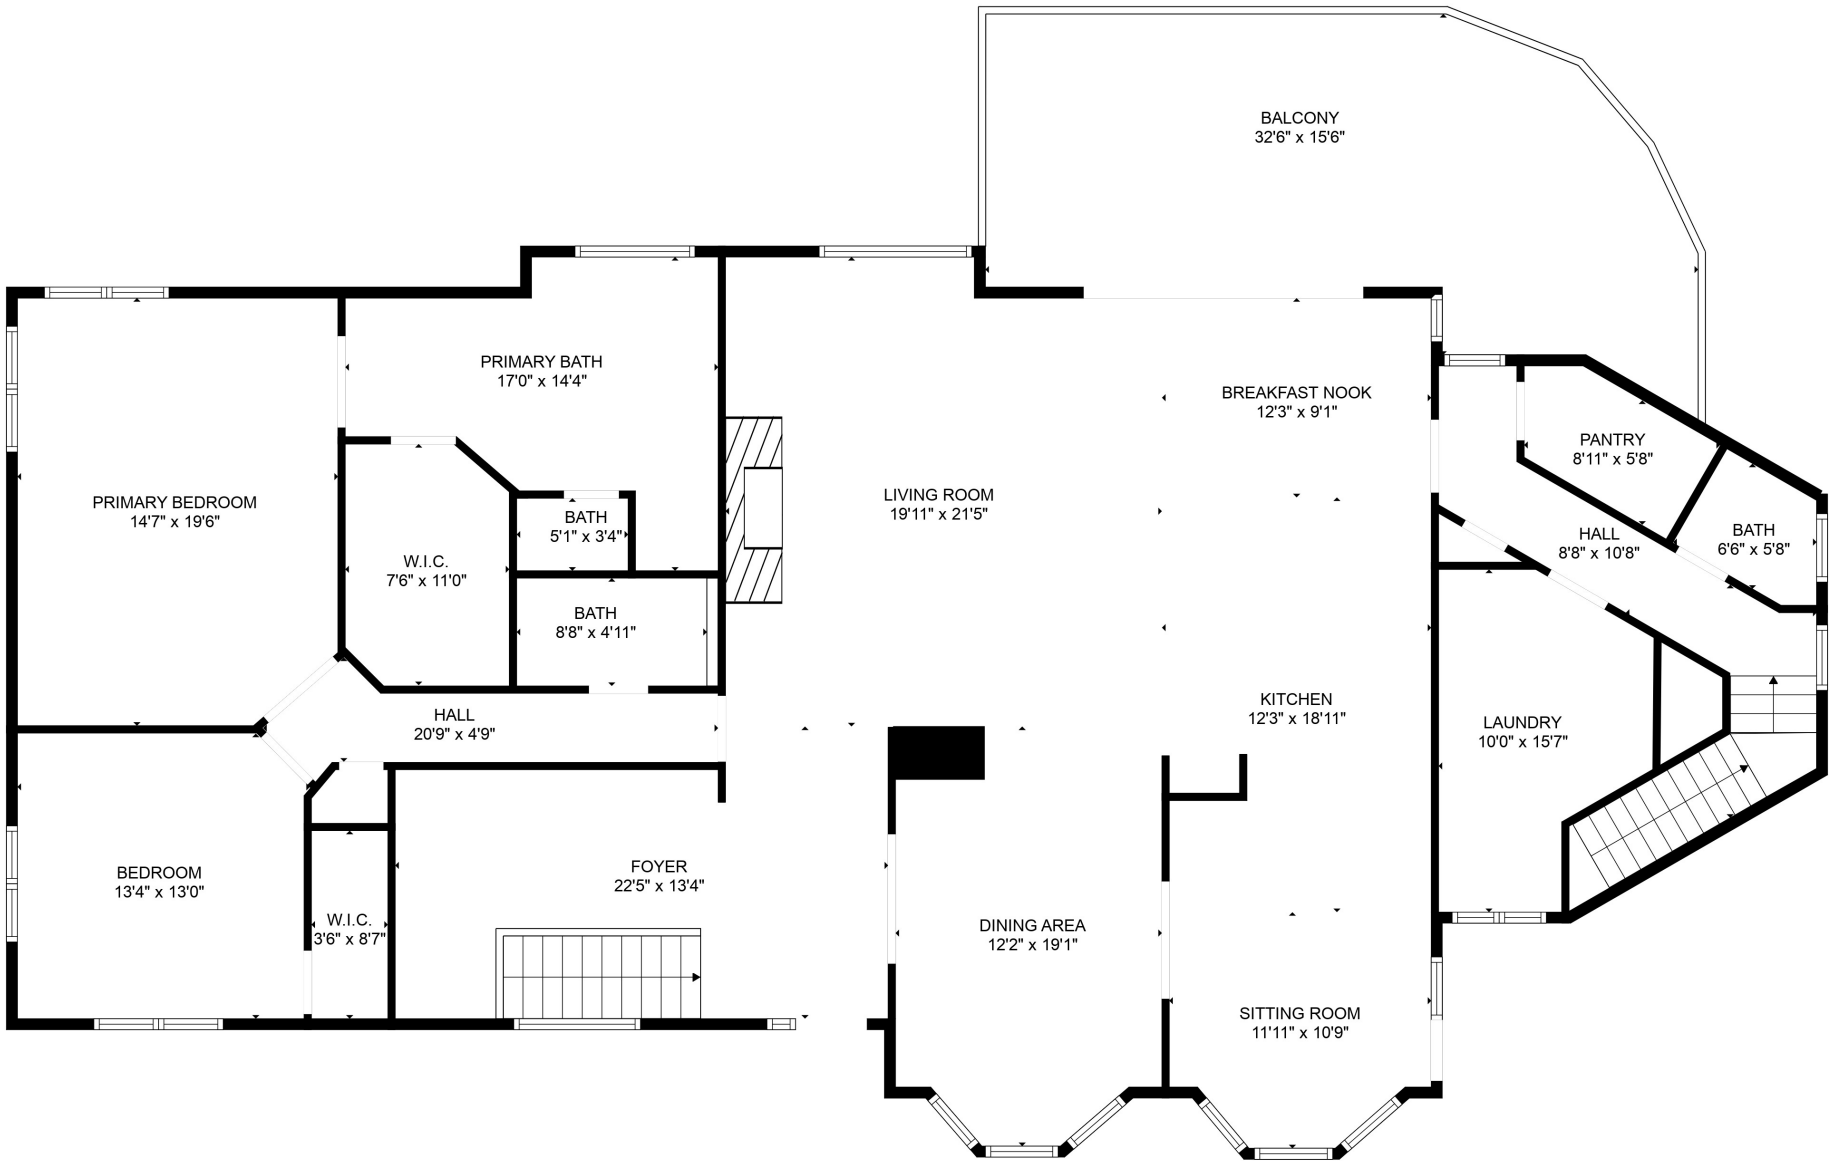 BALCONY
32'6" x 15'6"
PRIMARY BATH
17'0" x 14'4"
BREAKFAST NOOK
12'3" x 9'1"
PANTRY
8'11" x 5'8"
PRIMARY BEDROOM
14'7" x 19'6"
LIVING ROOM
19'11" x 21'5"
BATH
5'1" x 3'4"
HALL
8'8" x 10'8"
BATH
6'6" x 5'8"
W.I.C.
7'6" x 11'0"
BATH
8'8" x 4'11"
KITCHEN
12'3" x 18'11"
HALL
20'9" x 4'9"
LAUNDRY
10'0" x 15'7"
BEDROOM
13'4" x 13'0"
FOYER
22'5" x 13'4"
W.I.C.
3'6" x 8'7"
DINING AREA
12'2" x 19'1"
SITTING ROOM
11'11" x 10'9"